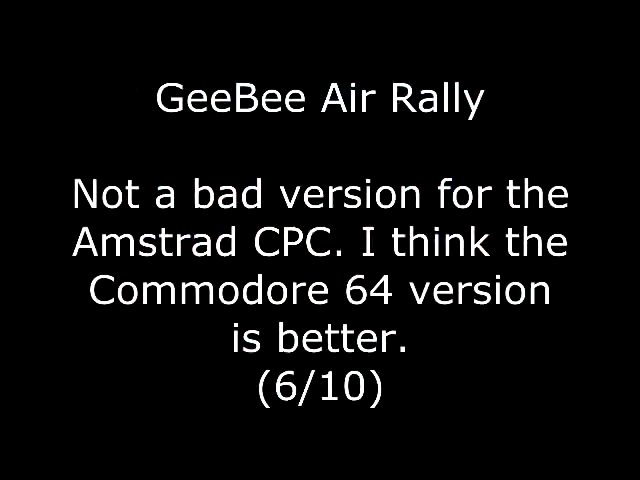 GeeBee Air Rally
Not a bad version for the
Amstrad CPC. I think the
Commodore 64 version
is better.
(6/10)